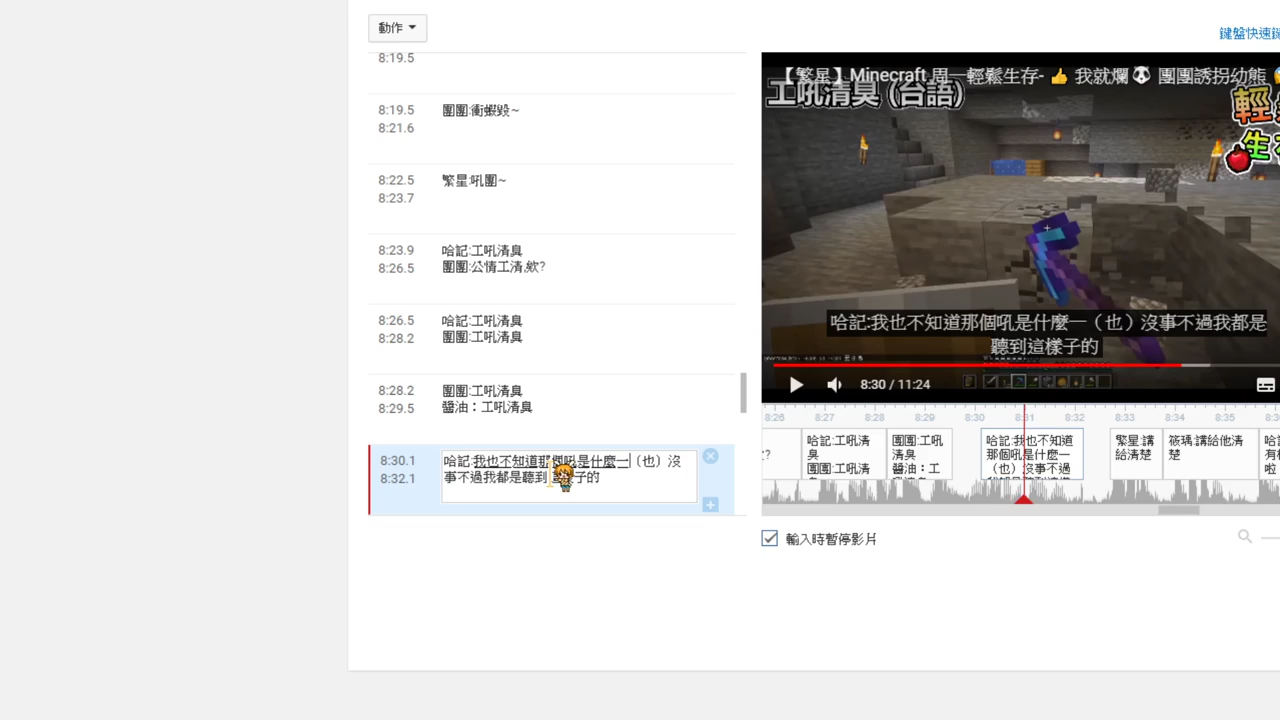 動作
鍵盤快速鍵
8:19.5
8:19.5
8:21.6
團團:衝蝦毀~
8:22.5
8:23.7
繁星:吼團~
8:23.9
8:26.5
哈記:工吼清臭
團團:公情工清,欸?
8:26.5
8:28.2
哈記:工吼清臭
團團:工吼清臭
8:28.2
8:29.5
團團:工吼清臭
醬油：工吼清臭
8:30.1
8:32.1
哈記:我也不知道那個吼是什麼一（也）沒
事不過我都是聽到這樣子的
【繁星】Minecraft 周一輕鬆生存- 👍 我就爛 🐼 團團誘拐幼熊
工吼清臭 (台語)
輕
生
哈記:我也不知道那個吼是什麼一（也）沒事不過我都是
聽到這樣子的
8:30 / 11:24
8:26 8:27 8:28 8:29 8:30 8:31 8:32 8:33 8:34 8:35
?
哈記:工吼清
臭
團團:工吼清
團團:工吼
清臭
醬油：工
哈記:我也不知道
那個吼是什麼一
（也）沒事不過
繁星:講
給清楚
筱瑀:講給他清
楚
哈記
有
啦
輸入時暫停影片